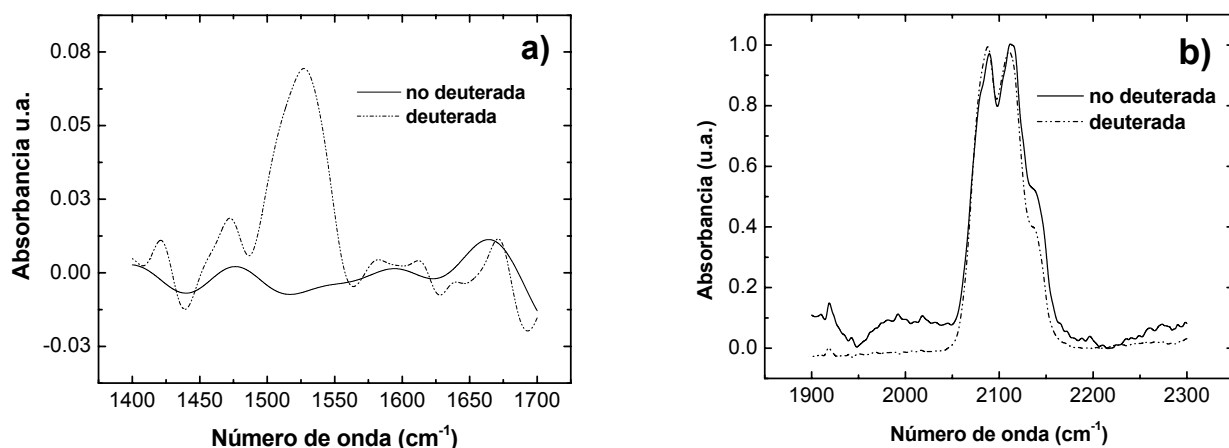 a)
no deuterada
deuterada
Absorbancia u.a.
0.08
0.05
0.03
0.00
-0.03
1400 1450 1500 1550 1600 1650 1700
Número de onda (cm-1)
b)
no deuterada
deuterada
Absorbancia (u.a.)
1.0
0.8
0.6
0.4
0.2
0.0
1900 2000 2100 2200 2300
Número de onda (cm-1)